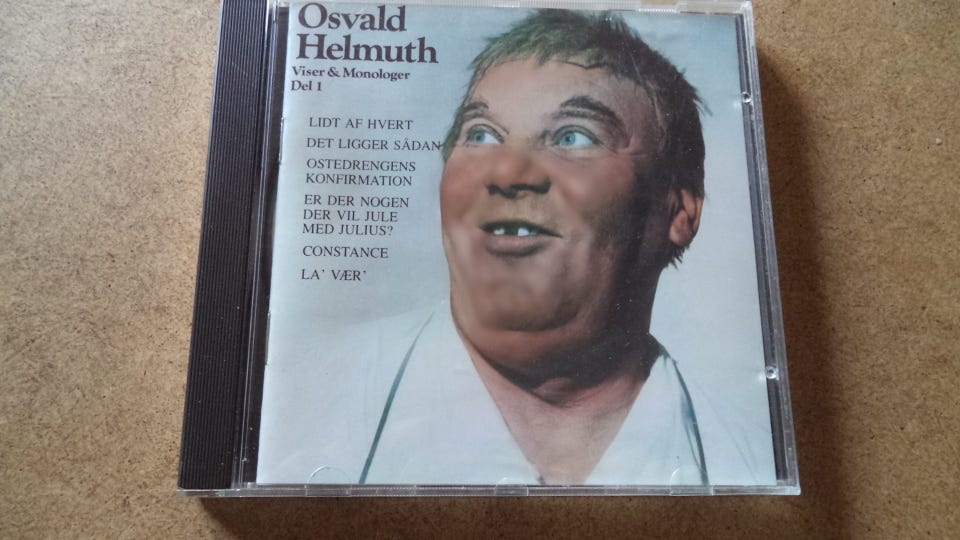 Osvald
Helmuth
Viser & Monologer
Del 1
LIDT AF HVERT
DET LIGGER SÅDAN
OSTEDRENGENS
KONFIRMATION
ER DER NOGEN
DER VIL JULE
MED JULIUS?
CONSTANCE
LA' VÆR'